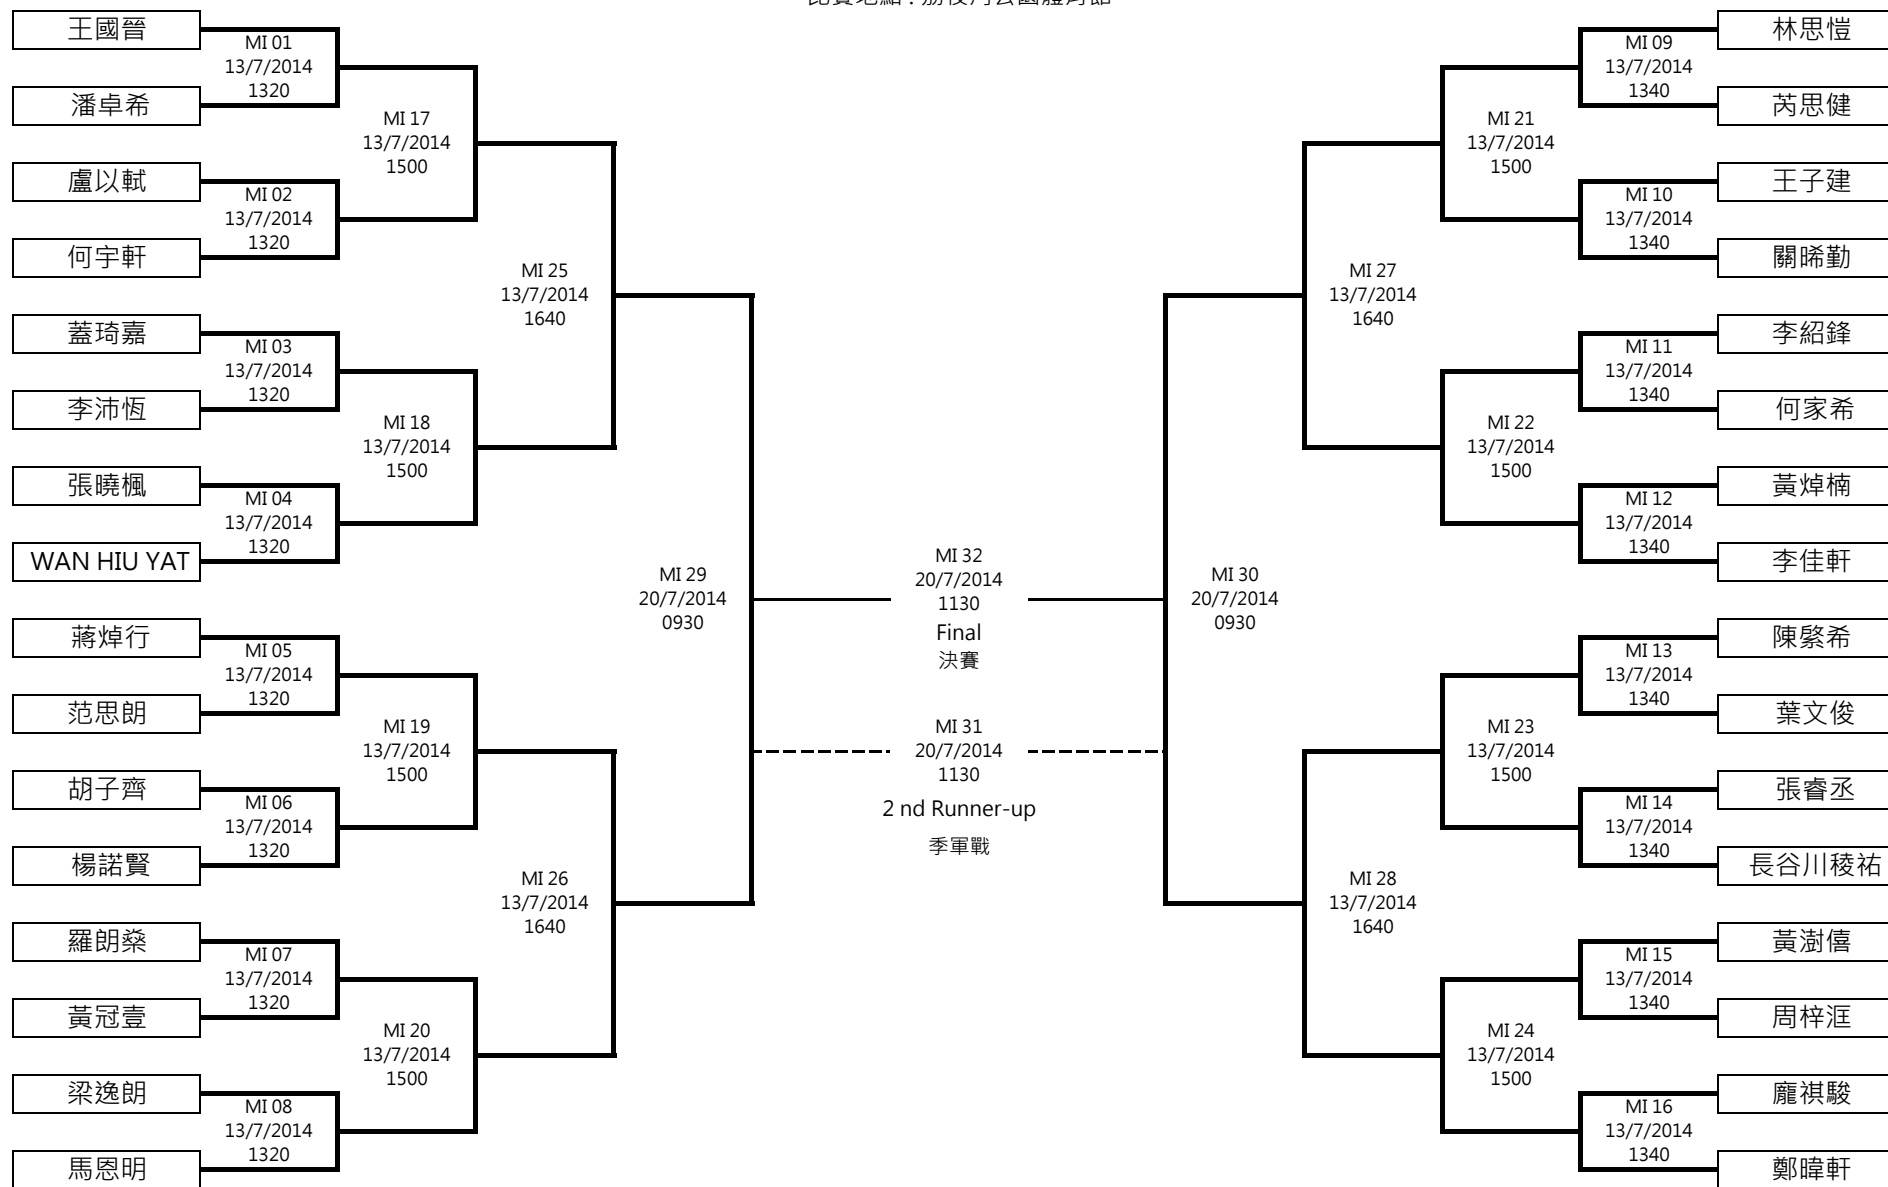 比賽地點 : 荔枝角公園體育館
王國晉
潘卓希
MI 01
13/7/2014
1320
盧以軾
何宇軒
MI 02
13/7/2014
1320
蓋琦嘉
李沛恆
MI 03
13/7/2014
1320
張曉楓
WAN HIU YAT
MI 04
13/7/2014
1320
蔣焯行
范思朗
MI 05
13/7/2014
1320
胡子齊
楊諾賢
MI 06
13/7/2014
1320
羅朗燊
黃冠壹
MI 07
13/7/2014
1320
梁逸朗
馬恩明
MI 08
13/7/2014
1320
MI 17
13/7/2014
1500
MI 18
13/7/2014
1500
MI 19
13/7/2014
1500
MI 20
13/7/2014
1500
MI 25
13/7/2014
1640
MI 26
13/7/2014
1640
MI 29
20/7/2014
0930
MI 32
20/7/2014
1130
Final
決賽
MI 31
20/7/2014
1130
2 nd Runner-up
季軍戰
MI 30
20/7/2014
0930
MI 27
13/7/2014
1640
MI 28
13/7/2014
1640
MI 21
13/7/2014
1500
MI 22
13/7/2014
1500
MI 23
13/7/2014
1500
MI 24
13/7/2014
1500
MI 09
13/7/2014
1340
林思愷
芮思健
MI 10
13/7/2014
1340
王子建
關晞勤
MI 11
13/7/2014
1340
李紹鋒
何家希
MI 12
13/7/2014
1340
黃焯楠
李佳軒
MI 13
13/7/2014
1340
陳綮希
葉文俊
MI 14
13/7/2014
1340
張睿丞
長谷川稜祐
MI 15
13/7/2014
1340
黃澍僖
周梓洭
MI 16
13/7/2014
1340
龐祺駿
鄭暐軒